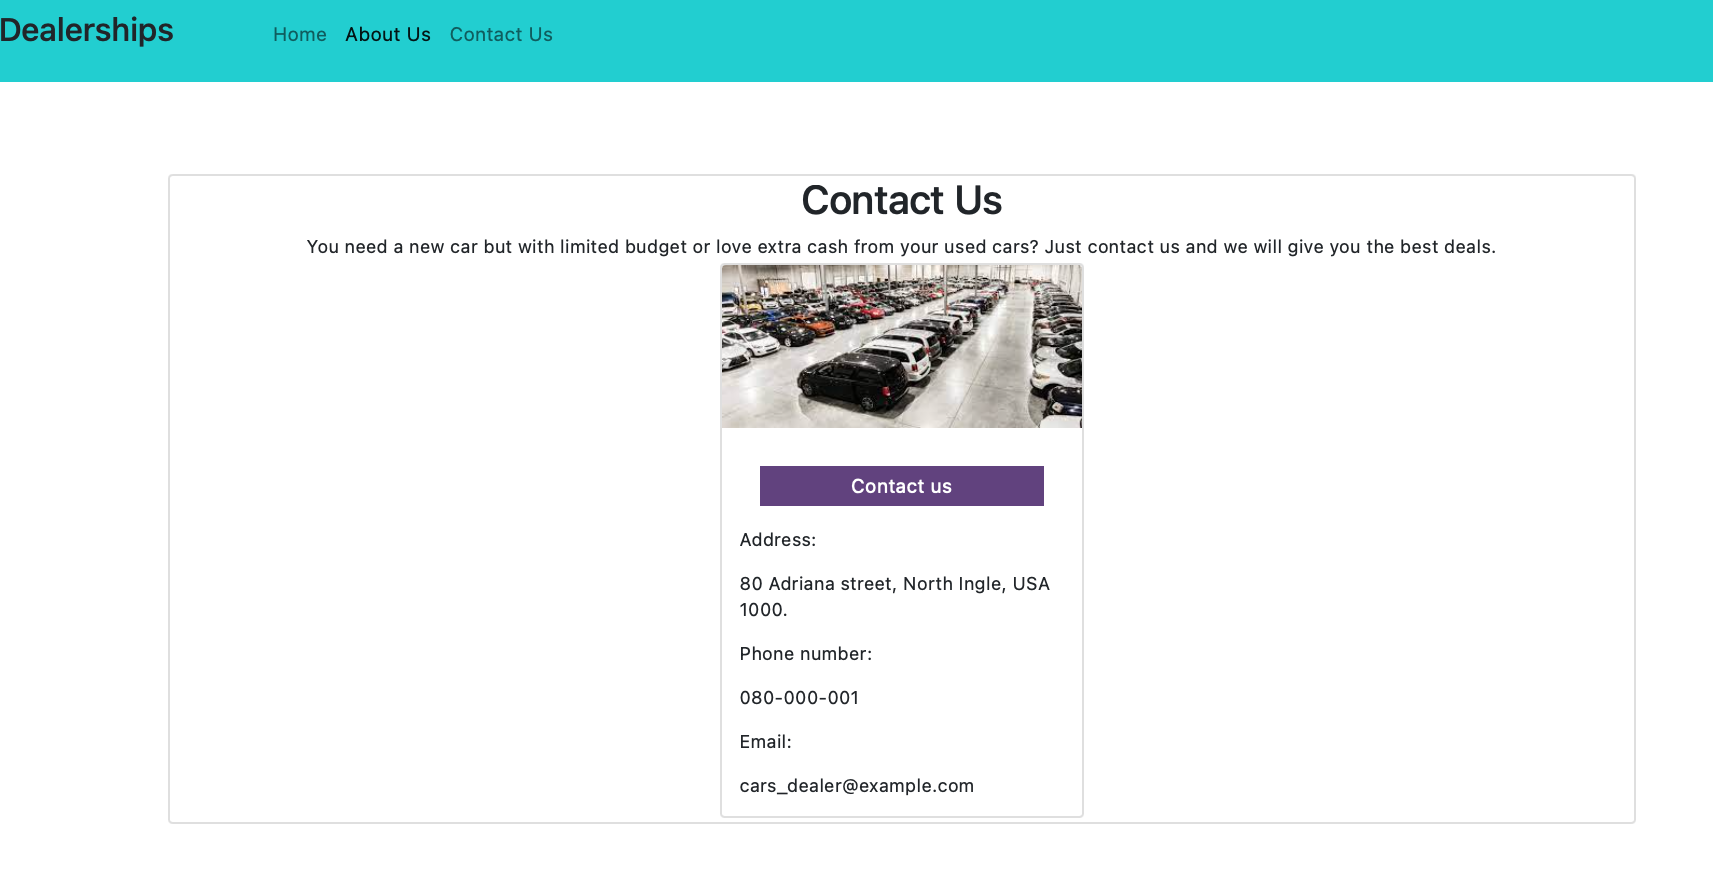 Dealerships
Home About Us Contact Us
Contact Us
You need a new car but with limited budget or love extra cash from your used cars? Just contact us and we will give you the best deals.
Contact us
Address:
80 Adriana street, North Ingle, USA
1000.
Phone number:
080-000-001
Email:
cars_dealer@example.com